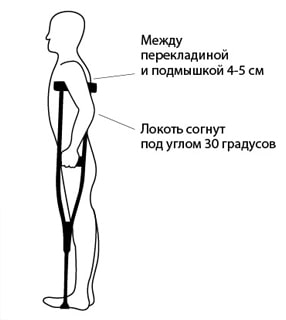 Между
перекладиной
и подмышкой 4-5 см
Локоть согнут
под углом 30 градусов